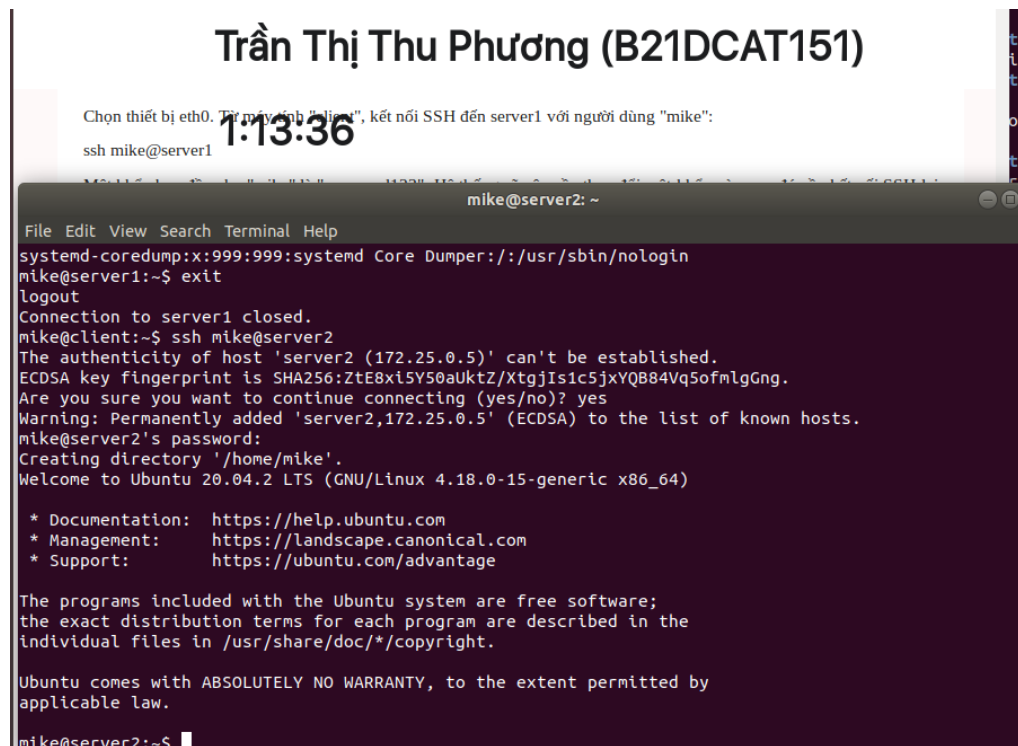 Trần Thị Thu Phương (B21DCAT151)
Chọn thiết bị eth0. Từ máy tính "client", kết nối SSH đến server1 với người dùng "mike":
1:13:36
ssh mike@server1
mike@server2: ~
File Edit View Search Terminal Help
systemd-coredump:x:999:999:systemd Core Dumper:/:/usr/sbin/nologin
mike@server1:~$ exit
logout
Connection to server1 closed.
mike@client:~$ ssh mike@server2
The authenticity of host 'server2 (172.25.0.5)' can't be established.
ECDSA key fingerprint is SHA256:ZtE8xi5Y50aUktZ/XtgjIs1c5jxYQB84Vq5ofmlgGng.
Are you sure you want to continue connecting (yes/no)? yes
Warning: Permanently added 'server2,172.25.0.5' (ECDSA) to the list of known hosts.
mike@server2's password:
Creating directory '/home/mike'.
Welcome to Ubuntu 20.04.2 LTS (GNU/Linux 4.18.0-15-generic x86_64)
* Documentation: https://help.ubuntu.com
* Management: https://landscape.canonical.com
* Support: https://ubuntu.com/advantage
The programs included with the Ubuntu system are free software;
the exact distribution terms for each program are described in the
individual files in /usr/share/doc/*/copyright.
Ubuntu comes with ABSOLUTELY NO WARRANTY, to the extent permitted by
applicable law.
mike@server2:~$